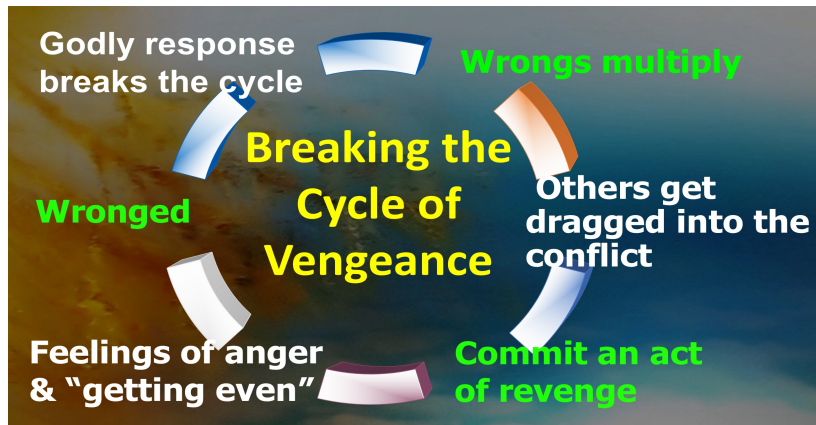 Godly response
breaks the cycle
Wrongs multiply
Breaking the
Cycle of
Vengeance
Wronged
Others get
dragged into the
conflict
Feelings of anger
& “getting even”
Commit an act
of revenge